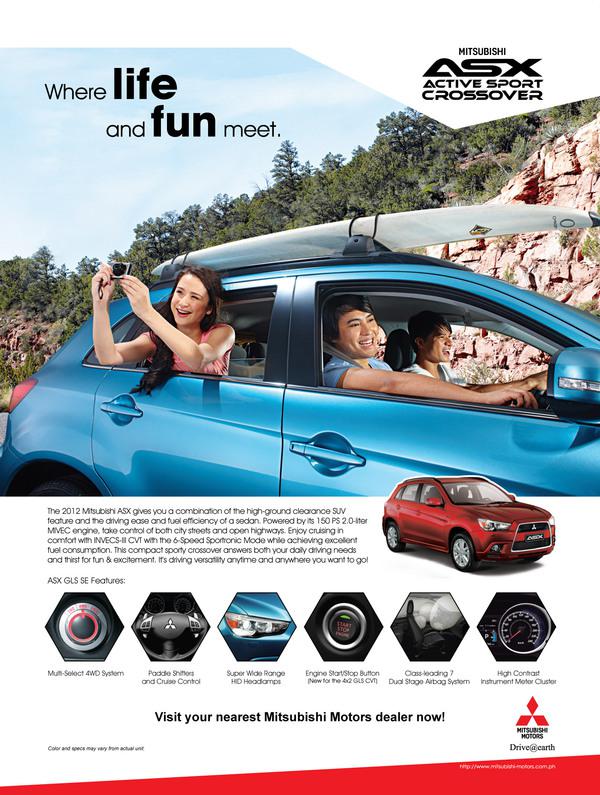 MITSUBISHI
ASX
ACTIVE SPORT
CROSSOVER
Where life
and fun meet.
The 2012 Mitsubishi ASX gives you a combination of the high-ground clearance SUV
feature and the driving ease and fuel efficiency of a sedan. Powered by its 150 PS 2.0-liter
MIVEC engine, take control of both city streets and open highways. Enjoy cruising in
comfort with INVECS-III CVT with the 6-Speed Sportronic Mode while achieving excellent
fuel consumption. This compact sporty crossover answers both your daily driving needs
and thirst for fun & excitement. It's driving versatility anytime and anywhere you want to go!
ASX
ASX GLS SE Features:
START
STOP
ENGINE
Multi-Select 4WD System
Paddle Shifters
and Cruise Control
Super Wide Range
HID Headlamps
Engine Start/Stop Button
(New for the 4x2 GLS CVT)
Class-leading 7
Dual Stage Airbag System
High Contrast
Instrument Meter Cluster
Visit your nearest Mitsubishi Motors dealer now!
MITSUBISHI
MOTORS
Drive@earth
Color and specs may vary from actual unit
http://www.mitsubishi-motors.com.ph